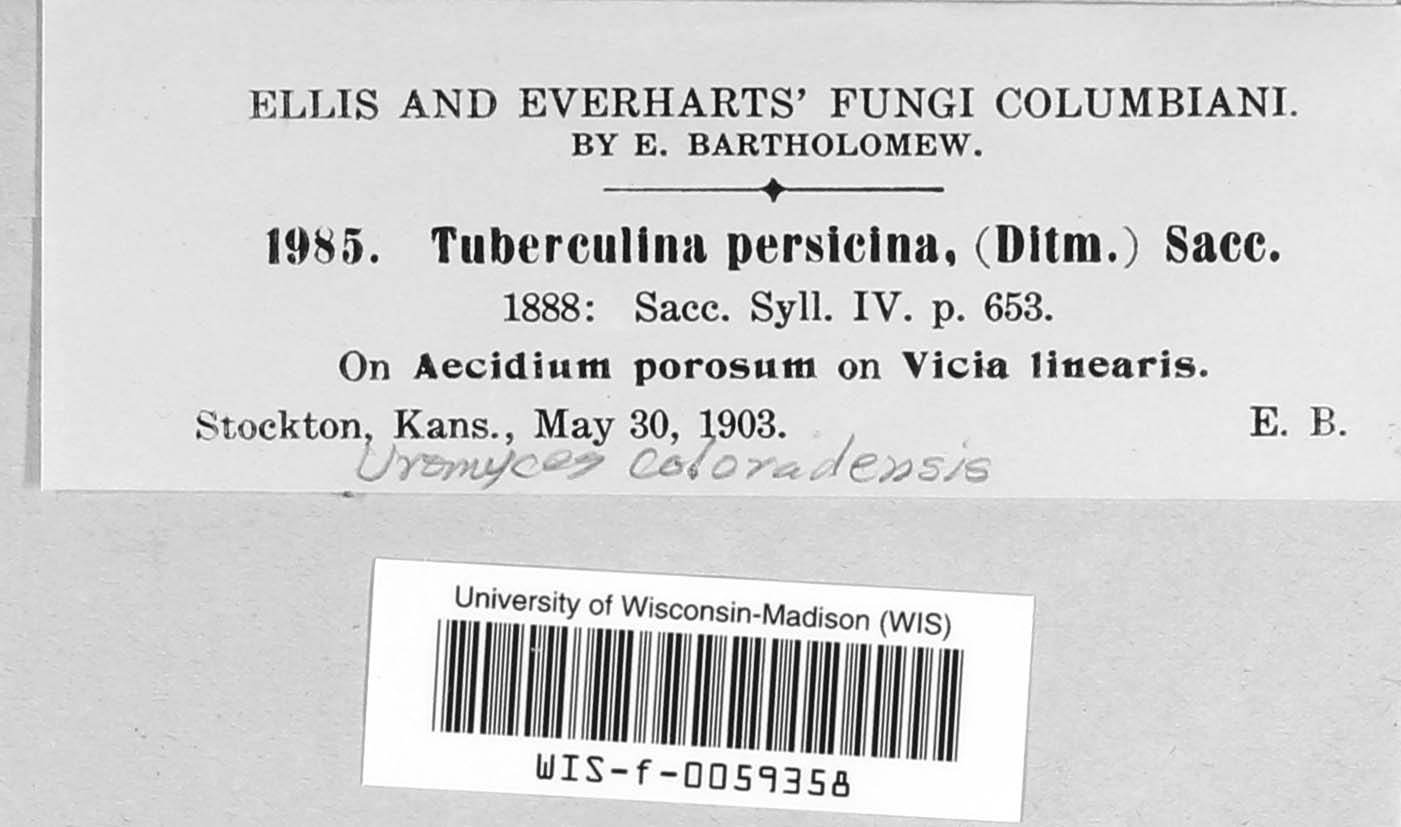 ELLIS AND EVERHARTS' FUNGI COLUMBIANI.
BY E. BARTHOLOMEW.
1985. Tuberculina persicina, (Ditm.) Sacc.
1888: Sacc. Syll. IV. p. 653.
On Aecidium porosum on Vicia linearis.
Stockton, Kans., May 30, 1903. E. B.
Uromyces coloradensis
University of Wisconsin-Madison (WIS)
WIS-f-0059358